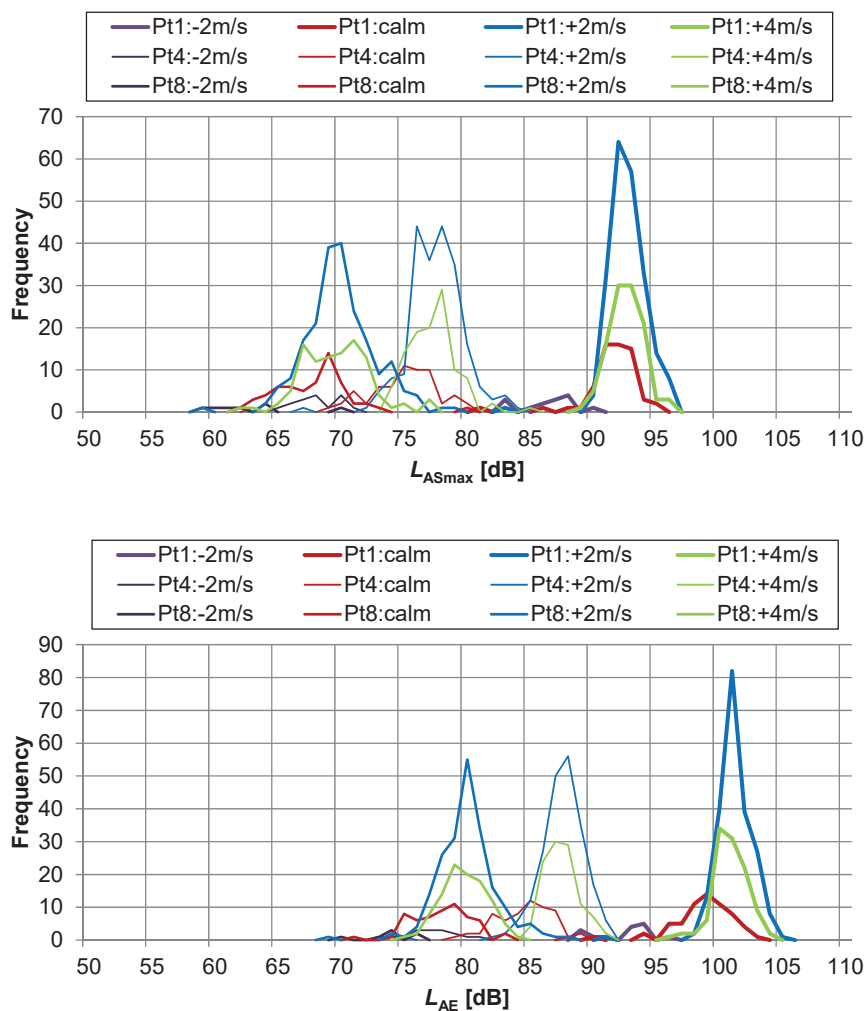 Pt1:-2m/s Pt1:calm Pt1:+2m/s Pt1:+4m/s
Pt4:-2m/s Pt4:calm Pt4:+2m/s Pt4:+4m/s
Pt8:-2m/s Pt8:calm Pt8:+2m/s Pt8:+4m/s
70
60
50
40
30
20
10
0
Frequency
50 55 60 65 70 75 80 85 90 95 100 105 110
LASmax [dB]
Pt1:-2m/s Pt1:calm Pt1:+2m/s Pt1:+4m/s
Pt4:-2m/s Pt4:calm Pt4:+2m/s Pt4:+4m/s
Pt8:-2m/s Pt8:calm Pt8:+2m/s Pt8:+4m/s
90
80
70
60
50
40
30
20
10
0
Frequency
50 55 60 65 70 75 80 85 90 95 100 105 110
LAE [dB]